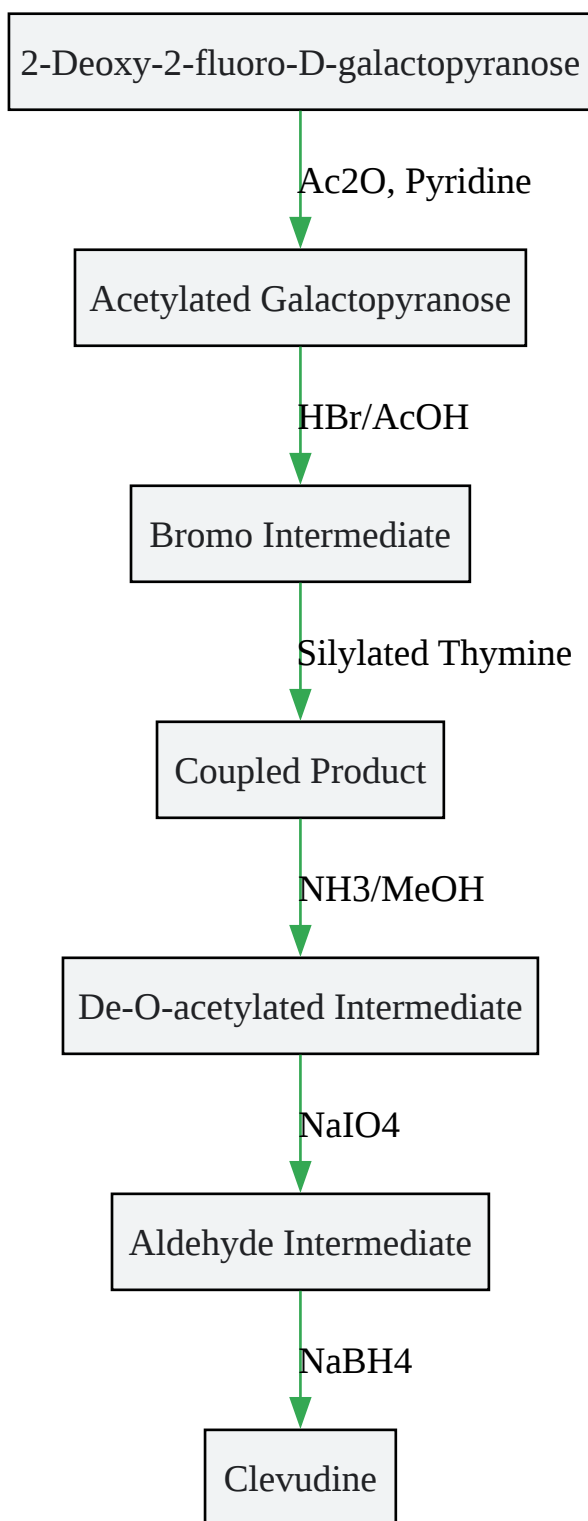 2-Deoxy-2-fluoro-D-galactopyranose
Ac2O, Pyridine
Acetylated Galactopyranose
HBr/AcOH
Bromo Intermediate
Silylated Thymine
Coupled Product
NH3/MeOH
De-O-acetylated Intermediate
NaIO4
Aldehyde Intermediate
NaBH4
Clevudine